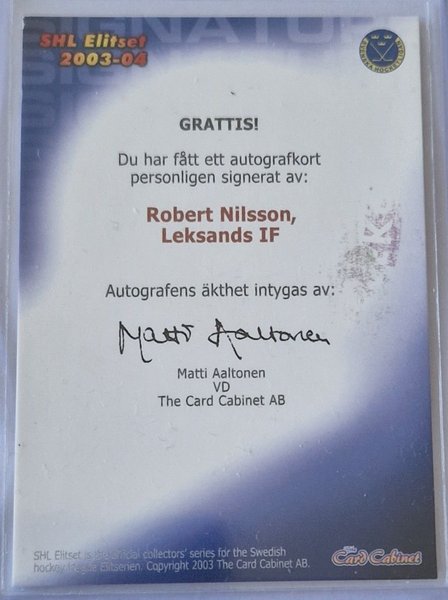 SIGNATUR
SHL Elitset
2003-04
GRATTIS!
Du har fått ett autografkort
personligen signerat av:
Robert Nilsson,
Leksands IF
Autografens äkthet intygas av:
Matti Aaltonen
Matti Aaltonen
VD
The Card Cabinet AB
SHL Elitset is the official collectors' series for the Swedish
hockey league Elitserien. Copyright 2003 The Card Cabinet AB.
The
Card Cabinet